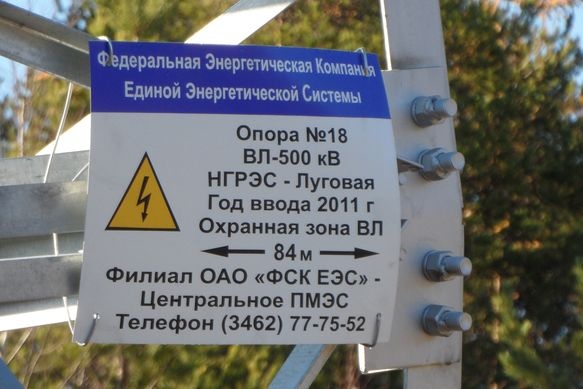 Федеральная Энергетическая Компания
Единой Энергетической Системы
Опора №18
ВЛ-500 кВ
НГРЭС - Луговая
Год ввода 2011 г
Охранная зона ВЛ
84 м
Филиал ОАО «ФСК ЕЭС» -
Центральное ПМЭС
Телефон (3462) 77-75-52